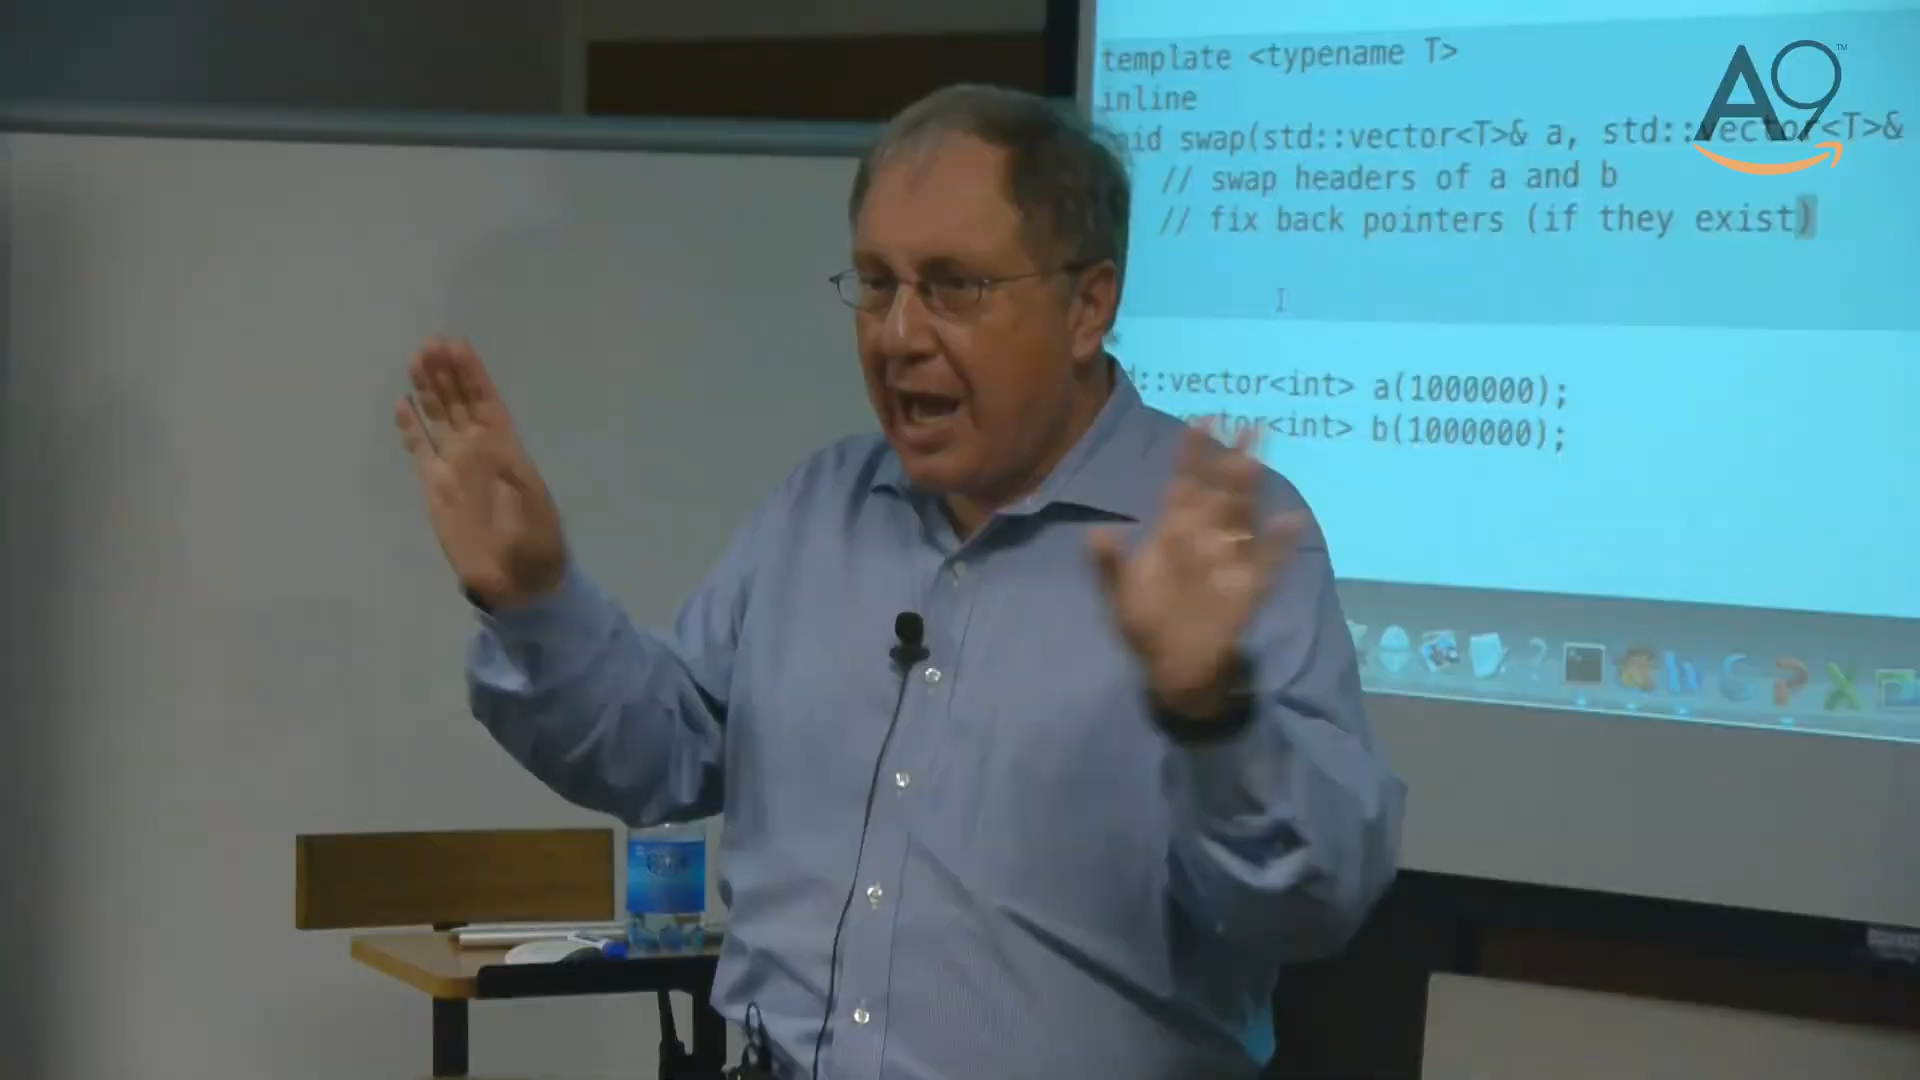 template <typename T>
inline
swap(std::vector<T>& a, std::vector<T>&
// swap headers of a and b
// fix back pointers (if they exist)
::vector<int> a(1000000);
<int> b(1000000);
A9™